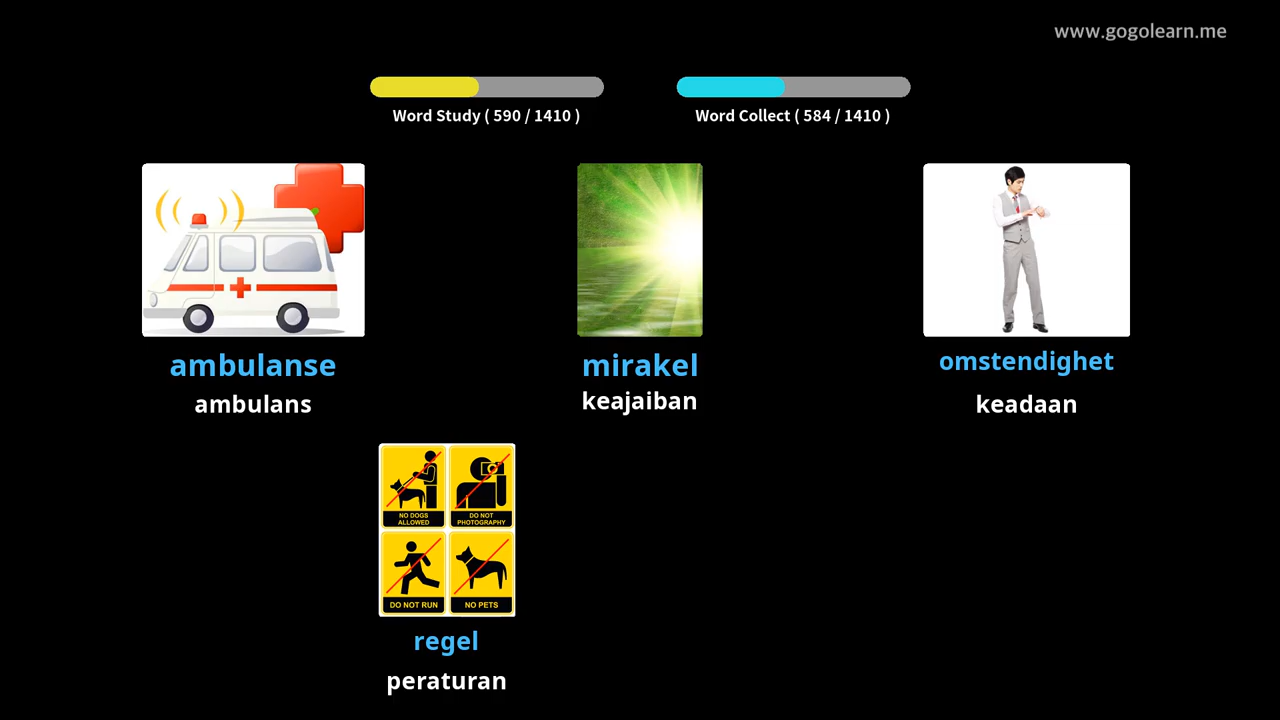 www.gogolearn.me
Word Study ( 590 / 1410 )
Word Collect ( 584 / 1410 )
ambulanse
ambulans
mirakel
keajaiban
omstendighet
keadaan
NO DOGS
ALLOWED
DO NOT
PHOTOGRAPHY
DO NOT RUN
NO PETS
regel
peraturan